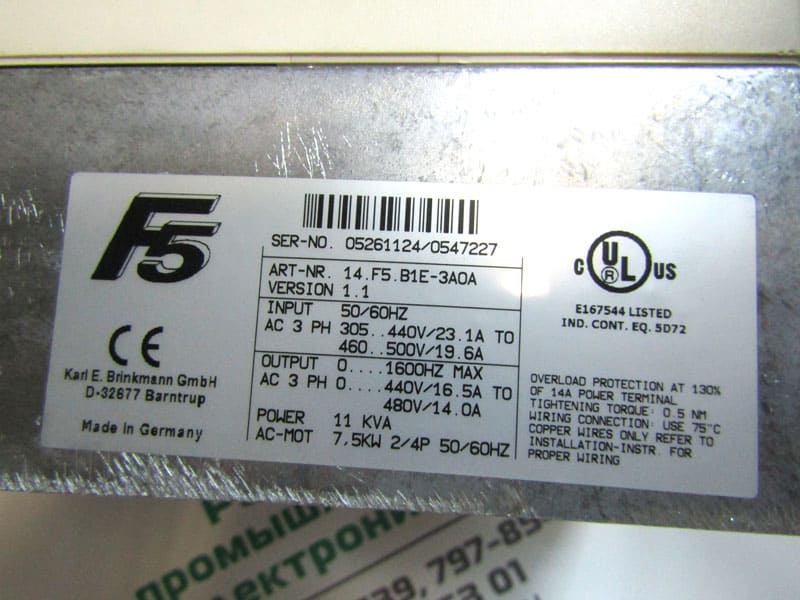 F5
SER-NO. 05261124/0547227
ART-NR. 14.F5.B1E-3A0A
VERSION 1.1
INPUT 50/60HZ
AC 3 PH 305..440V/23.1A TO
460..500V/19.6A
OUTPUT 0....1600HZ MAX
AC 3 PH 0....440V/16.5A TO
480V/14.0A
POWER 11 KVA
AC-MOT 7,5KW 2/4P 50/60HZ
CE
Karl E. Brinkmann GmbH
D-32677 Barntrup
Made in Germany
C UL US
®
E167544 LISTED
IND. CONT. EQ. 5D72
OVERLOAD PROTECTION AT 130%
OF 14A POWER TERMINAL
TIGHTENING TORQUE: 0.5 NM
WIRING CONNECTION: USE 75°C
COPPER WIRES ONLY REFER TO
INSTALLATION-INSTR. FOR
PROPER WIRING
39, 797-85
53 01